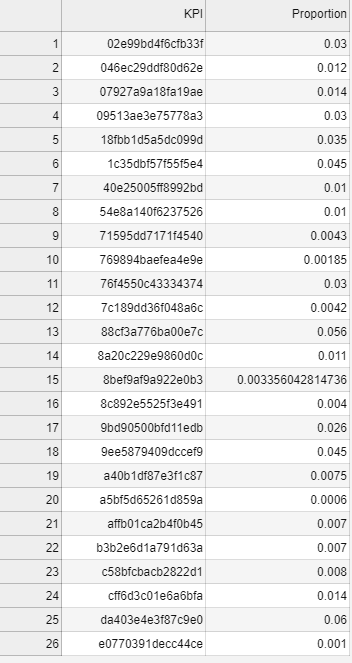 KPI Proportion
1 02e99bd4f6cfb33f 0.03
2 046ec29ddf80d62e 0.012
3 07927a9a18fa19ae 0.014
4 09513ae3e75778a3 0.03
5 18fbb1d5a5dc099d 0.035
6 1c35dbf57f55f5e4 0.045
7 40e25005ff8992bd 0.01
8 54e8a140f6237526 0.01
9 71595dd7171f4540 0.0043
10 769894baefea4e9e 0.00185
11 76f4550c43334374 0.03
12 7c189dd36f048a6c 0.0042
13 88cf3a776ba00e7c 0.056
14 8a20c229e9860d0c 0.011
15 8bef9af9a922e0b3 0.003356042814736
16 8c892e5525f3e491 0.004
17 9bd90500bfd11edb 0.026
18 9ee5879409dccef9 0.045
19 a40b1df87e3f1c87 0.0075
20 a5bf5d65261d859a 0.0006
21 affb01ca2b4f0b45 0.007
22 b3b2e6d1a791d63a 0.007
23 c58bfcbacb2822d1 0.008
24 cff6d3c01e6a6bfa 0.014
25 da403e4e3f87c9e0 0.06
26 e0770391decc44ce 0.001